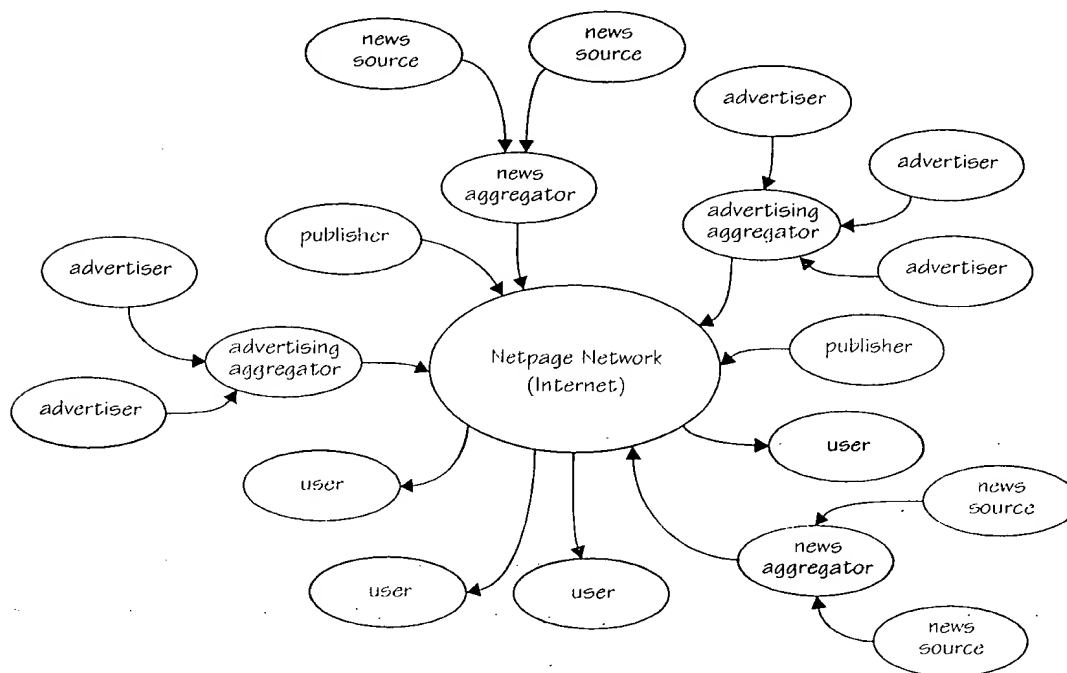 news
source
news
source
advertiser
advertiser
news
aggregator
advertising
aggregator
publisher
advertiser
advertiser
advertising
aggregator
Netpage Network
(Internet)
publisher
advertiser
user
user
news
source
news
aggregator
user
user
news
source